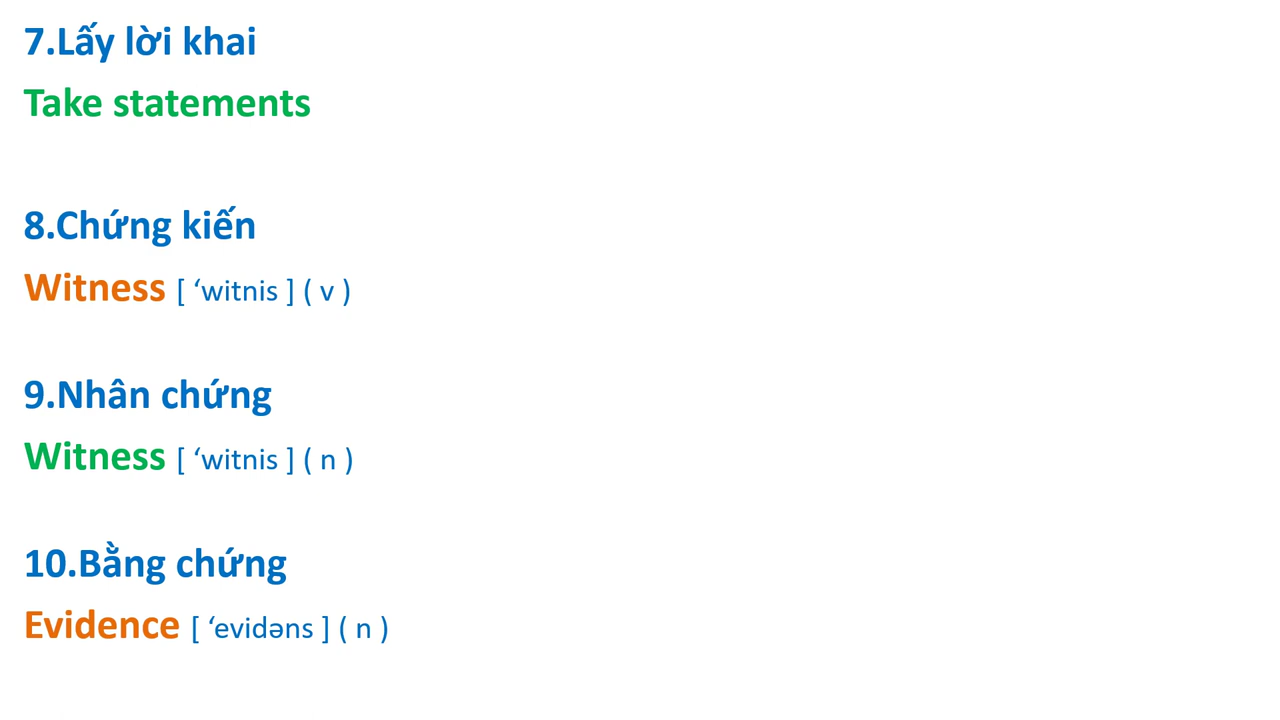 7.Lấy lời khai
Take statements
8.Chứng kiến
Witness [ ‘witnis ] ( v )
9.Nhân chứng
Witness [ ‘witnis ] ( n )
10.Bằng chứng
Evidence [ ‘evidəns ] ( n )